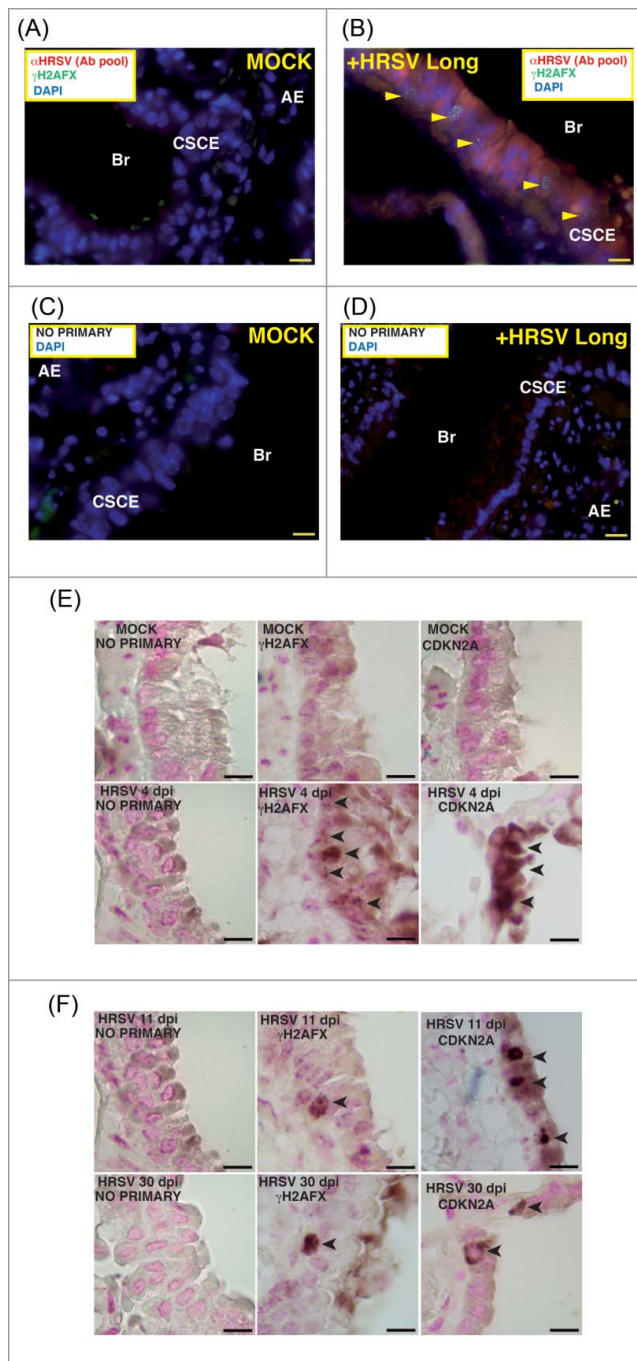 (A)
αHRSV (Ab pool)
γH2AFX
DAPI
MOCK
AE
CSCE
Br
(B)
+HRSV Long
αHRSV (Ab pool)
γH2AFX
DAPI
Br
CSCE
(C)
NO PRIMARY
DAPI
MOCK
AE
Br
CSCE
(D)
NO PRIMARY
DAPI
+HRSV Long
CSCE
Br
AE
(E)
MOCK
NO PRIMARY
MOCK
γH2AFX
MOCK
CDKN2A
HRSV 4 dpi
NO PRIMARY
HRSV 4 dpi
γH2AFX
HRSV 4 dpi
CDKN2A
(F)
HRSV 11 dpi
NO PRIMARY
HRSV 11 dpi
γH2AFX
HRSV 11 dpi
CDKN2A
HRSV 30 dpi
NO PRIMARY
HRSV 30 dpi
γH2AFX
HRSV 30 dpi
CDKN2A